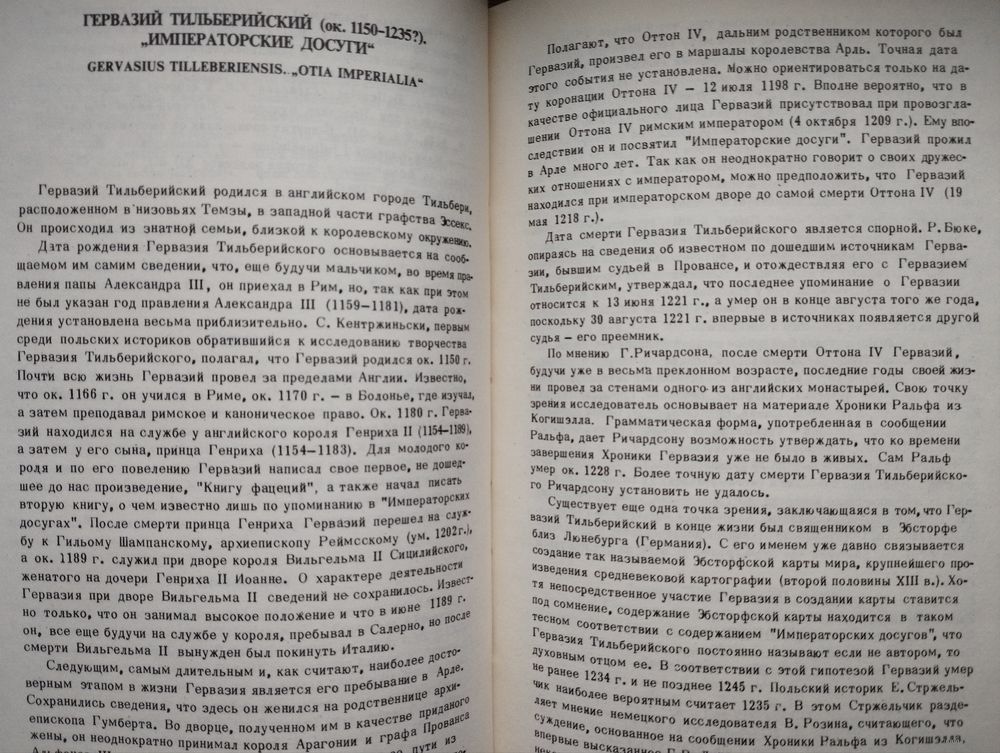 ГЕРВАЗИЙ ТИЛЬБЕРИЙСКИЙ (ок. 1150-1235?).
„ИМПЕРАТОРСКИЕ ДОСУГИ“
GERVASIUS TILLEBERIENSIS. „OTIA IMPERIALIA“
Гервазий Тильберийский родился в английском городе Тильбери,
расположенном в низовьях Темзы, в западной части графства Эссекс.
Он происходил из знатной семьи, близкой к королевскому окружению.
Дата рождения Гервазия Тильберийского основывается на сооб-
щаемом им самим сведении, что, еще будучи мальчиком, во время пра-
вления папы Александра III, он приехал в Рим, но, так как при этом
не был указан год правления Александра III (1159—1181), дата рож-
дения установлена весьма приблизительно. С. Кентржиньски, первым
среди польских историков обратившийся к исследованию творчества
Гервазия Тильберийского, полагал, что Гервазий родился ок. 1150 г.
Почти всю жизнь Гервазий провел за пределами Англии. Известно,
что ок. 1166 г. он учился в Риме, ок. 1170 г. — в Болонье, где изучал,
а затем преподавал римское и каноническое право. Ок. 1180 г. Герва-
зий находился на службе у английского короля Генриха II (1154—1189),
а затем у его сына, принца Генриха (1154—1183). Для молодого ко-
родя и по его повелению Гервазий написал свое первое, не дошед-
шее до нас произведение, "Книгу фацеций", а также начал писать
вторую книгу, о чем известно лишь по упоминанию в "Императорских
досугах". После смерти принца Генриха Гервазий перешел на служ-
бу к Гильому Шампанскому, архиепископу Реймсскому (ум. 1202г.),
а ок. 1189 г. служил при дворе короля Вильгельма II Сицилийского,
женатого на дочери Генриха II Иоанне. О характере деятельности
Гервазия при дворе Вильгельма II сведений не сохранилось. Извест-
но только, что он занимал высокое положение и что в июне 1189 г.
он, все еще будучи на службе у короля, пребывал в Салерно, но после
смерти Вильгельма II вынужден был покинуть Италию.
Следующим, самым длительным и, как считают, наиболее досто-
верным этапом в жизни Гервазия является его пребывание в Арле.
Сохранились сведения, что здесь он женился на родственнице архи-
епископа Гумберта. Во дворце, полученном им в качестве приданого
жены, он неоднократно принимал короля Арагонии и графа Прованса
пути из
Полагают, что Оттон IV, дальним родственником которого был
Гервазий, произвел его в маршалы королевства Арль. Точная дата
этого события не установлена. Можно ориентироваться только на да-
ту коронации Оттона IV — 12 июля 1198 г. Вполне вероятно, что в
качестве официального лица Гервазий присутствовал при провозгла-
шении Оттона IV римским императором (4 октября 1209 г.). Ему впо-
следствии он и посвятил "Императорские досуги". Гервазий прожил
в Арле много лет. Так как он неоднократно говорит о своих дружес-
ких отношениях с императором, можно предположить, что Гервазий
находился при императорском дворе до самой смерти Оттона IV (19
мая 1218 г.).
Дата смерти Гервазия Тильберийского является спорной. Р. Бюке,
опираясь на сведения об известном по дошедшим источникам Герва-
зии, бывшим судьей в Провансе, и отождествляя его с Гервазием
Тильберийским, утверждал, что последнее упоминание о Гервазии
относится к 13 июня 1221 г., а умер он в конце августа того же года,
поскольку 30 августа 1221 г. впервые в источниках появляется другой
судья — его преемник.
По мнению Г.Ричардсона, после смерти Оттона IV Гервазий,
будучи уже в весьма преклонном возрасте, последние годы своей жиз-
ни провел за стенами одного из английских монастырей. Свою точку
зрения исследователь основывает на материале Хроники Ральфа из
Когишэлла. Грамматическая форма, употребленная в сообщении
Ральфа, дает Ричардсону возможность утверждать, что ко времени
завершения Хроники Гервазия уже не было в живых. Сам Ральф
умер ок. 1228 г. Более точную дату смерти Гервазия Тильберийско-
го Ричардсону установить не удалось.
Существует еще одна точка зрения, заключающаяся в том, что Гер-
вазий Тильберийский в конце жизни был священником в Эбсторфе
близ Люнебурга (Германия). С его именем уже давно связывается
создание так называемой Эбсторфской карты мира, крупнейшего про-
изведения средневековой картографии (второй половины XIII в.). Хо-
тя непосредственное участие Гервазия в создании карты ставится
под сомнение, содержание Эбсторфской карты находится в таком
тесном соответствии с содержанием "Императорских досугов", что
Гервазия Тильберийского постоянно называют если не автором, то
духовным отцом ее. В соответствии с этой гипотезой Гервазий умер
не ранее 1234 г. и не позднее 1245 г. Польский историк Е. Стржель-
чик наиболее вероятным считает 1235 г. В этом Стржельчик разде-
ляет мнение немецкого исследователя В. Розина, считающего, что
суждение, основанное на сообщении Хроники Ральфа из Когишэлла,
впервые высказанное Г.